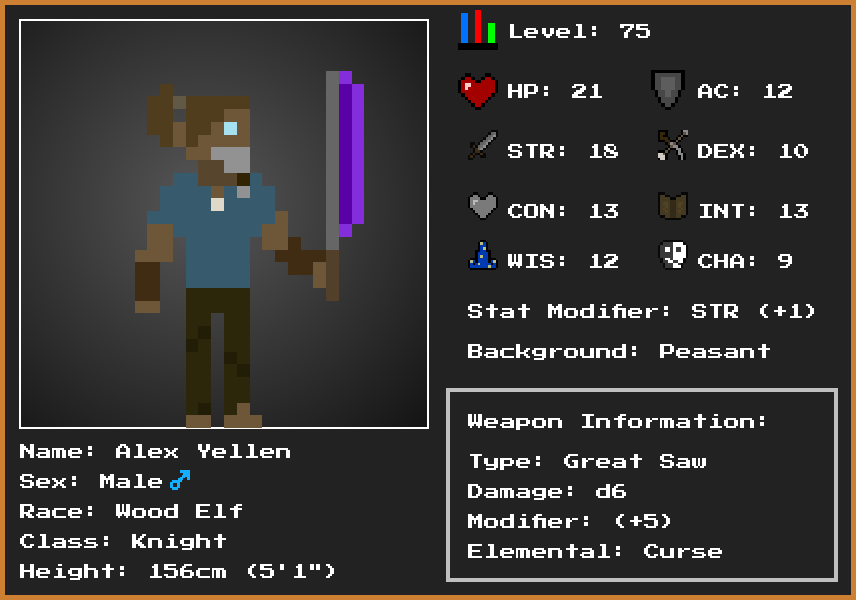 Level: 75
HP: 21
AC: 12
STR: 18
DEX: 10
CON: 13
INT: 13
WIS: 12
CHA: 9
Stat Modifier: STR (+1)
Background: Peasant
Weapon Information:
Type: Great Saw
Damage: d6
Modifier: (+5)
Elemental: Curse
Name: Alex Yellen
Sex: Male ♂
Race: Wood Elf
Class: Knight
Height: 156cm (5'1")